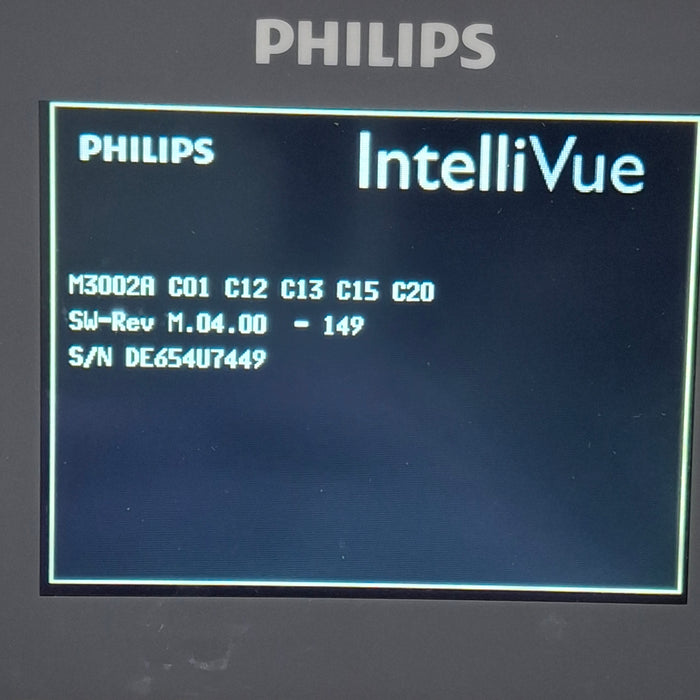 PHILIPS
PHILIPS IntelliVue
M3002A C01 C12 C13 C15 C20
SW-Rev M.04.00 - 149
S/N DE654U7449